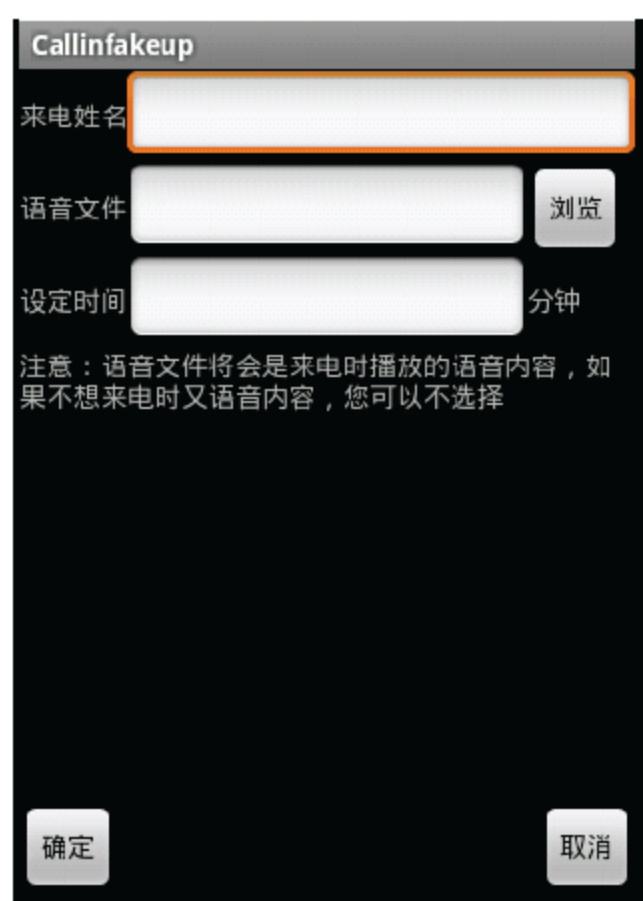 Callinfakeup
来电姓名
语音文件 浏览
设定时间 分钟
注意：语音文件将会是来电时播放的语音内容，如
果不想来电时又语音内容，您可以不选择
确定 取消